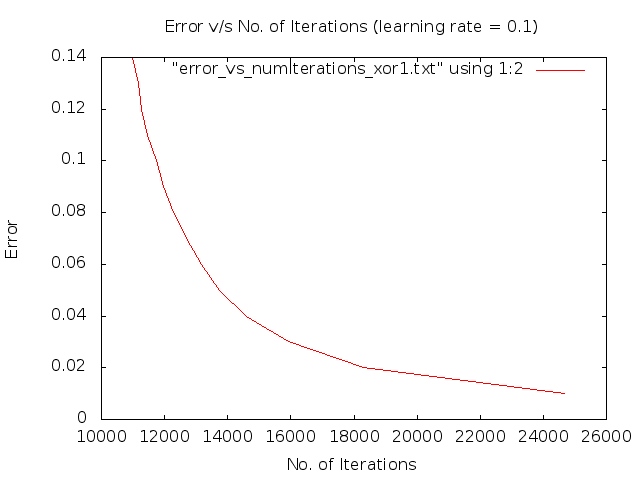 Error v/s No. of Iterations (learning rate = 0.1)
"error_vs_numIterations_xor1.txt" using 1:2
0.14
0.12
0.1
0.08
0.06
0.04
0.02
0
Error
10000 12000 14000 16000 18000 20000 22000 24000 26000
No. of Iterations